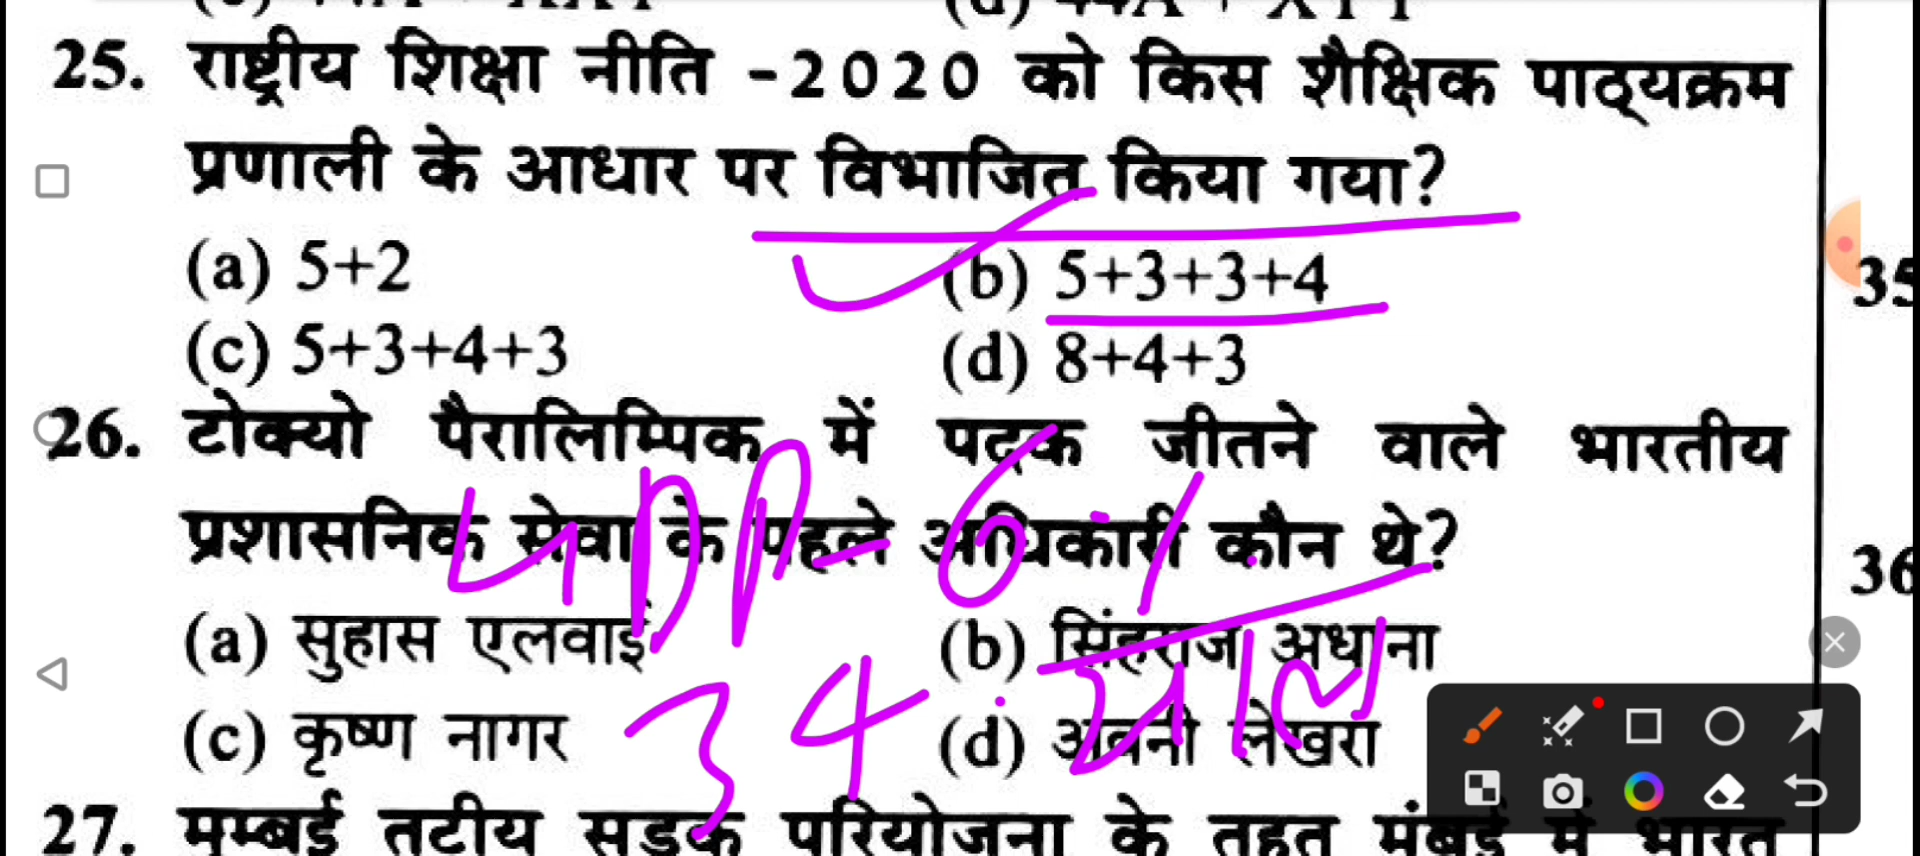 25. राष्ट्रीय शिक्षा नीति -2020 को किस शैक्षिक पाठ्यक्रम
प्रणाली के आधार पर विभाजित किया गया?
(a) 5+2 (b) 5+3+3+4
(c) 5+3+4+3 (d) 8+4+3
26. टोक्यो पैरालिम्पिक में पदक जीतने वाले भारतीय
प्रशासनिक सेवा के पहले अधिकारी कौन थे?
(a) सुहास एलवाई (b) सिंहराज अधाना
(c) कृष्ण नागर (d) अवनी लेखरा
34 साल
27. मुम्बई तटीय सड़क परियोजना के तहत मुंबई में भारत
35
36